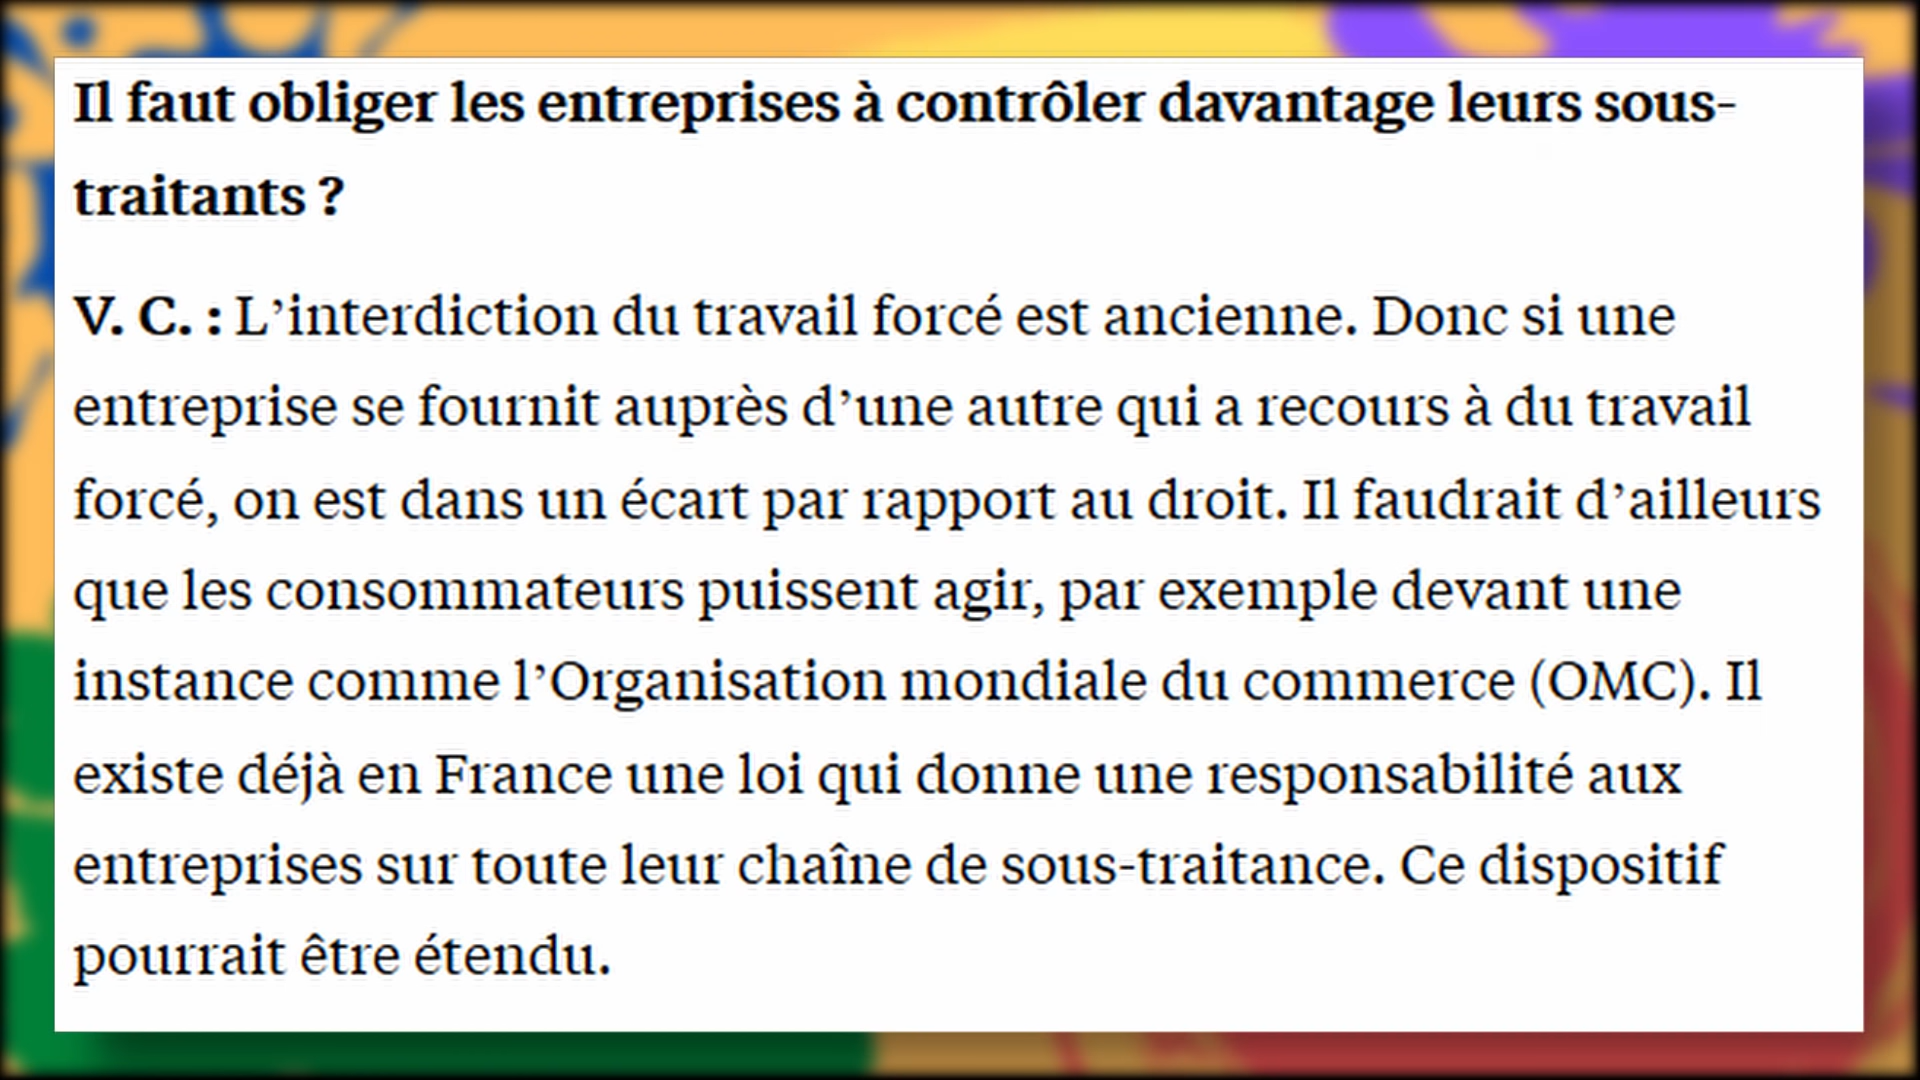 Il faut obliger les entreprises à contrôler davantage leurs sous-
traitants ?
V. C. : L’interdiction du travail forcé est ancienne. Donc si une
entreprise se fournit auprès d’une autre qui a recours à du travail
forcé, on est dans un écart par rapport au droit. Il faudrait d’ailleurs
que les consommateurs puissent agir, par exemple devant une
instance comme l’Organisation mondiale du commerce (OMC). Il
existe déjà en France une loi qui donne une responsabilité aux
entreprises sur toute leur chaîne de sous-traitance. Ce dispositif
pourrait être étendu.